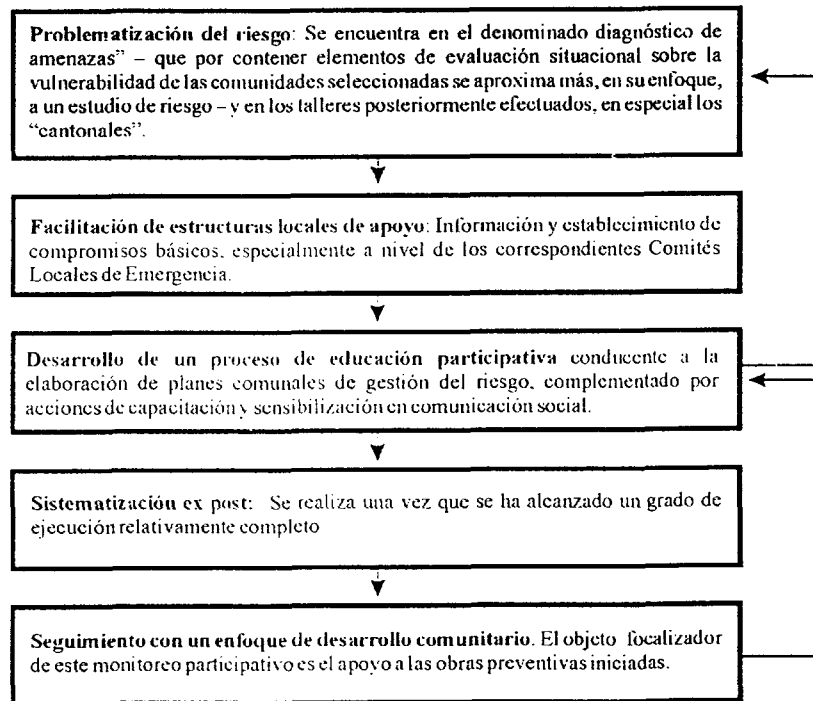 Problematización del riesgo: Se encuentra en el denominado diagnóstico de
amenazas” – que por contener elementos de evaluación situacional sobre la
vulnerabilidad de las comunidades seleccionadas se aproxima más, en su enfoque,
a un estudio de riesgo – y en los talleres posteriormente efectuados, en especial los
“cantonales”.
Facilitación de estructuras locales de apoyo: Información y establecimiento de
compromisos básicos, especialmente a nivel de los correspondientes Comités
Locales de Emergencia.
Desarrollo de un proceso de educación participativa conducente a la
elaboración de planes comunales de gestión del riesgo, complementado por
acciones de capacitación y sensibilización en comunicación social.
Sistematización ex post: Se realiza una vez que se ha alcanzado un grado de
ejecución relativamente completo
Seguimiento con un enfoque de desarrollo comunitario. El objeto focalizador
de este monitoreo participativo es el apoyo a las obras preventivas iniciadas.